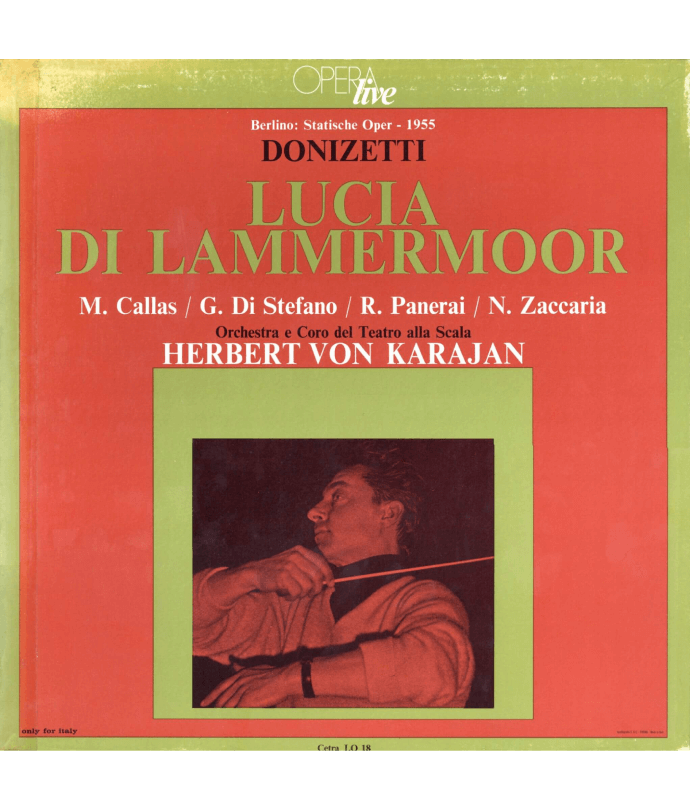 OPERA
live
Berlino: Statische Oper - 1955
DONIZETTI
LUCIA
DI LAMMERMOOR
M. Callas / G. Di Stefano / R. Panerai / N. Zaccaria
Orchestra e Coro del Teatro alla Scala
HERBERT VON KARAJAN
only for italy
Cetra LO 18